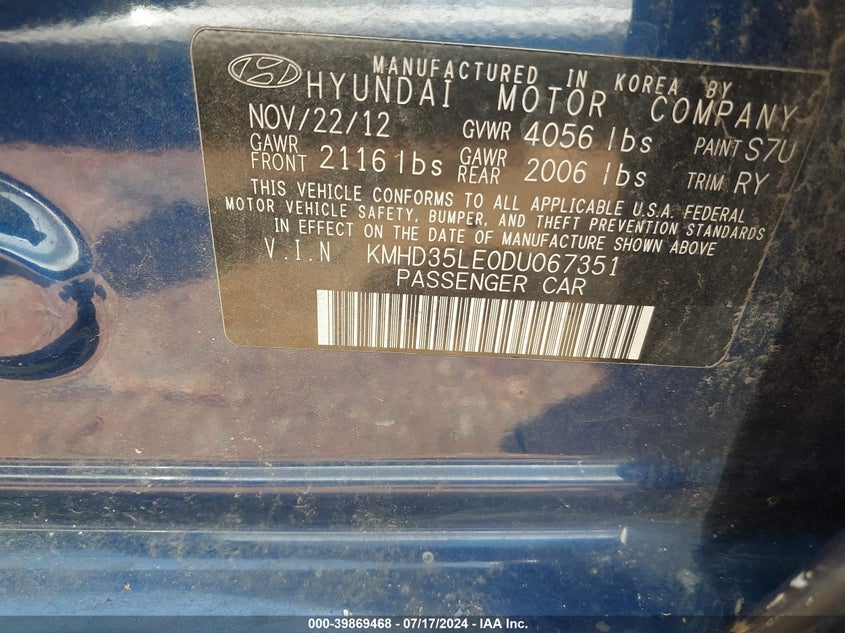 MANUFACTURED IN KOREA BY
HYUNDAI MOTOR COMPANY
NOV/22/12 GVWR 4056 lbs PAINT S7U
GAWR FRONT 2116 lbs GAWR REAR 2006 lbs TRIM RY
THIS VEHICLE CONFORMS TO ALL APPLICABLE U.S.A. FEDERAL
MOTOR VEHICLE SAFETY, BUMPER, AND THEFT PREVENTION STANDARDS
IN EFFECT ON THE DATE OF MANUFACTURE SHOWN ABOVE
V.I.N KMHD35LE0DU067351
PASSENGER CAR
000-39869468 - 07/17/2024 - IAA Inc.